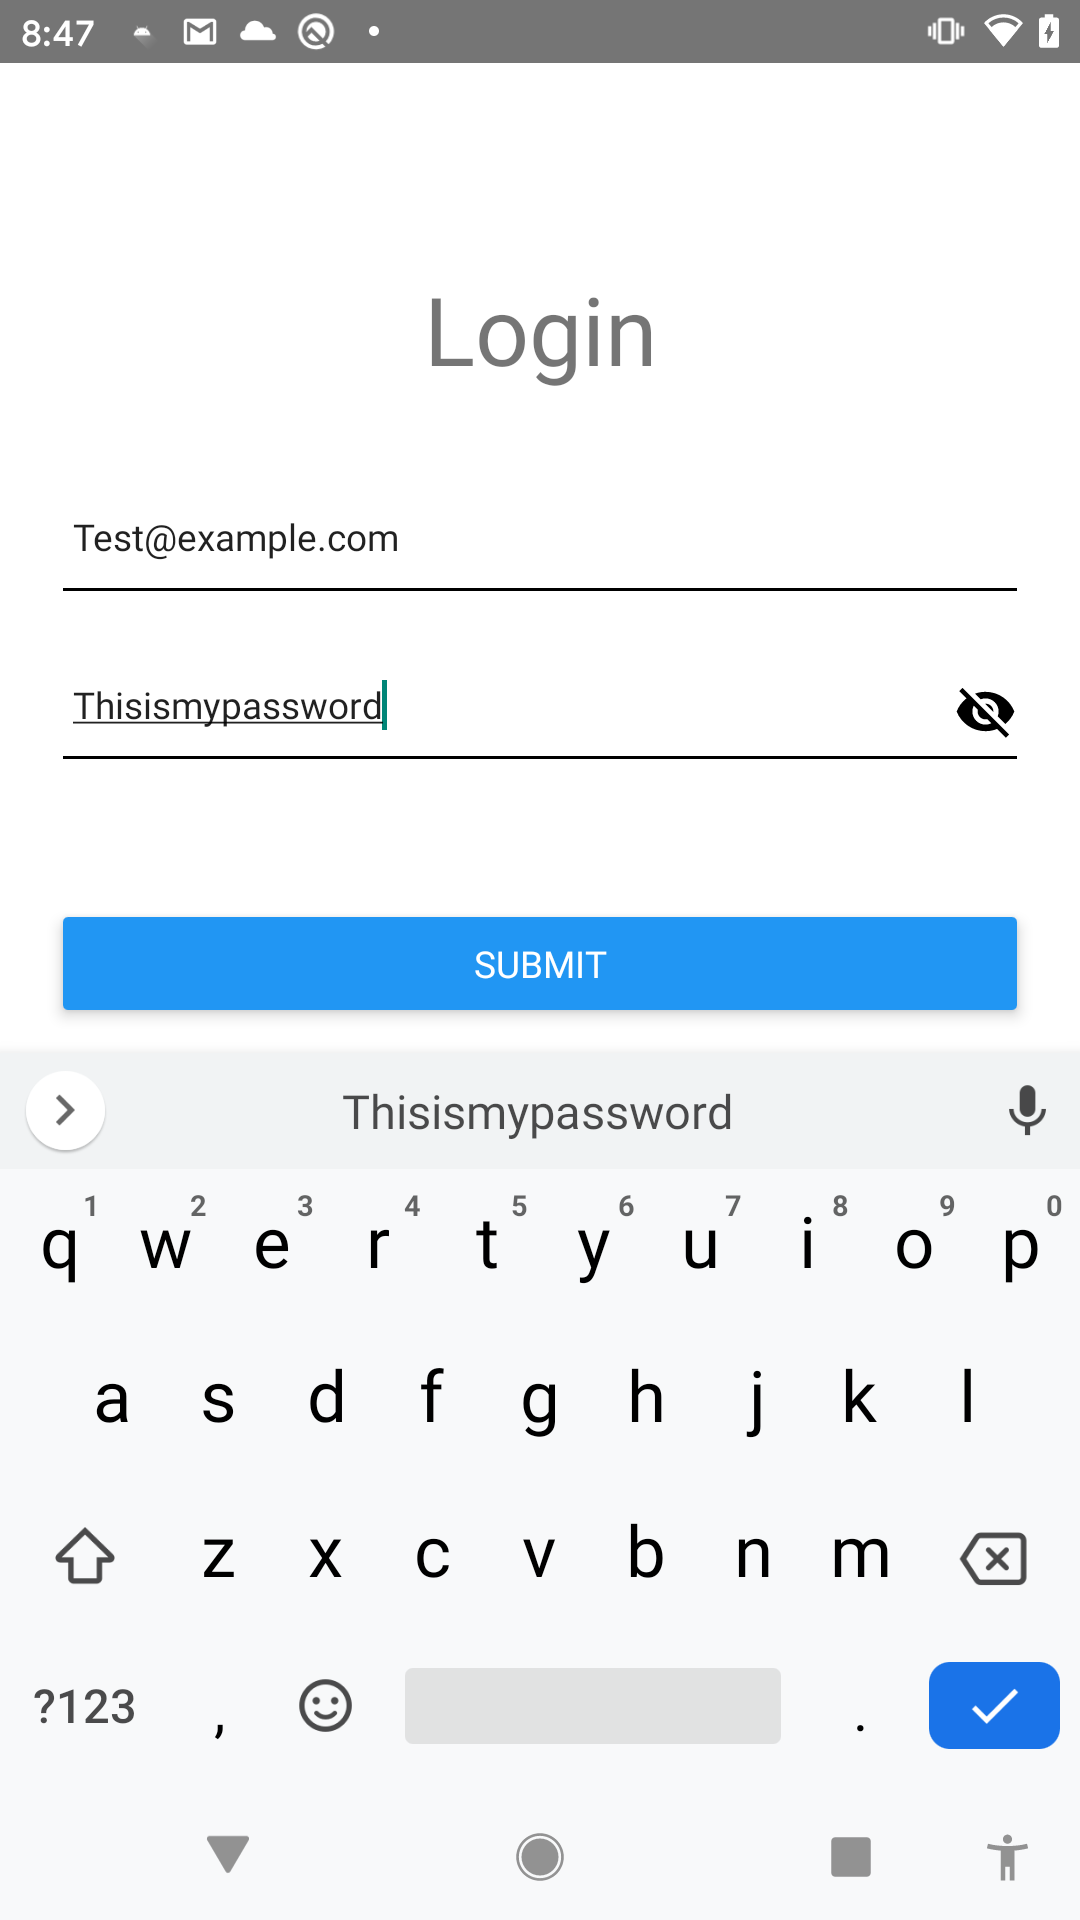 8:47
Login
Test@example.com
Thisismypassword
SUBMIT
Thisismypassword
1 2 3 4 5 6 7 8 9 0
q w e r t y u i o p
a s d f g h j k l
z x c v b n m
?123 , .